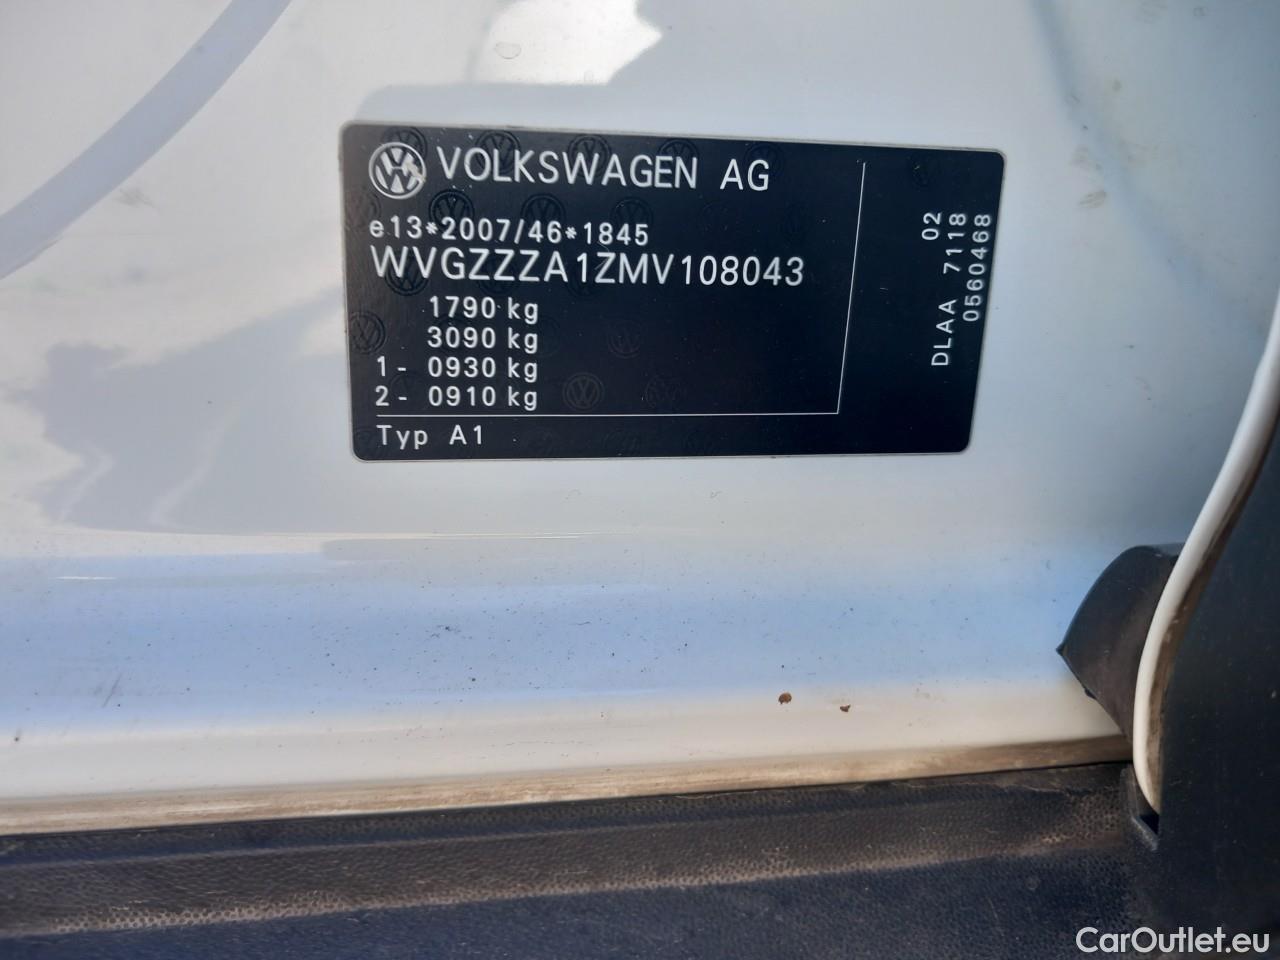 VOLKSWAGEN AG
e13*2007/46*1845
WVGZZZA1ZMV108043
1790 kg
3090 kg
1- 0930 kg
2- 0910 kg
Typ A1
02
DLAA 7118
0560468
CarOutlet.eu